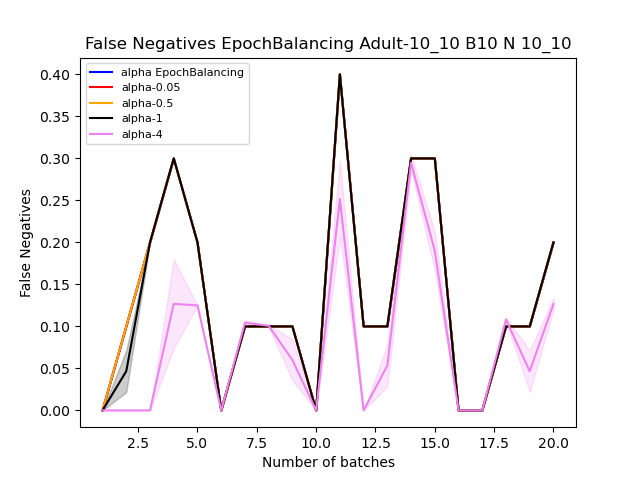 False Negatives EpochBalancing Adult-10_10 B10 N 10_10
alpha EpochBalancing
alpha-0.05
alpha-0.5
alpha-1
alpha-4
False Negatives
0.40
0.35
0.30
0.25
0.20
0.15
0.10
0.05
0.00
2.5 5.0 7.5 10.0 12.5 15.0 17.5 20.0
Number of batches